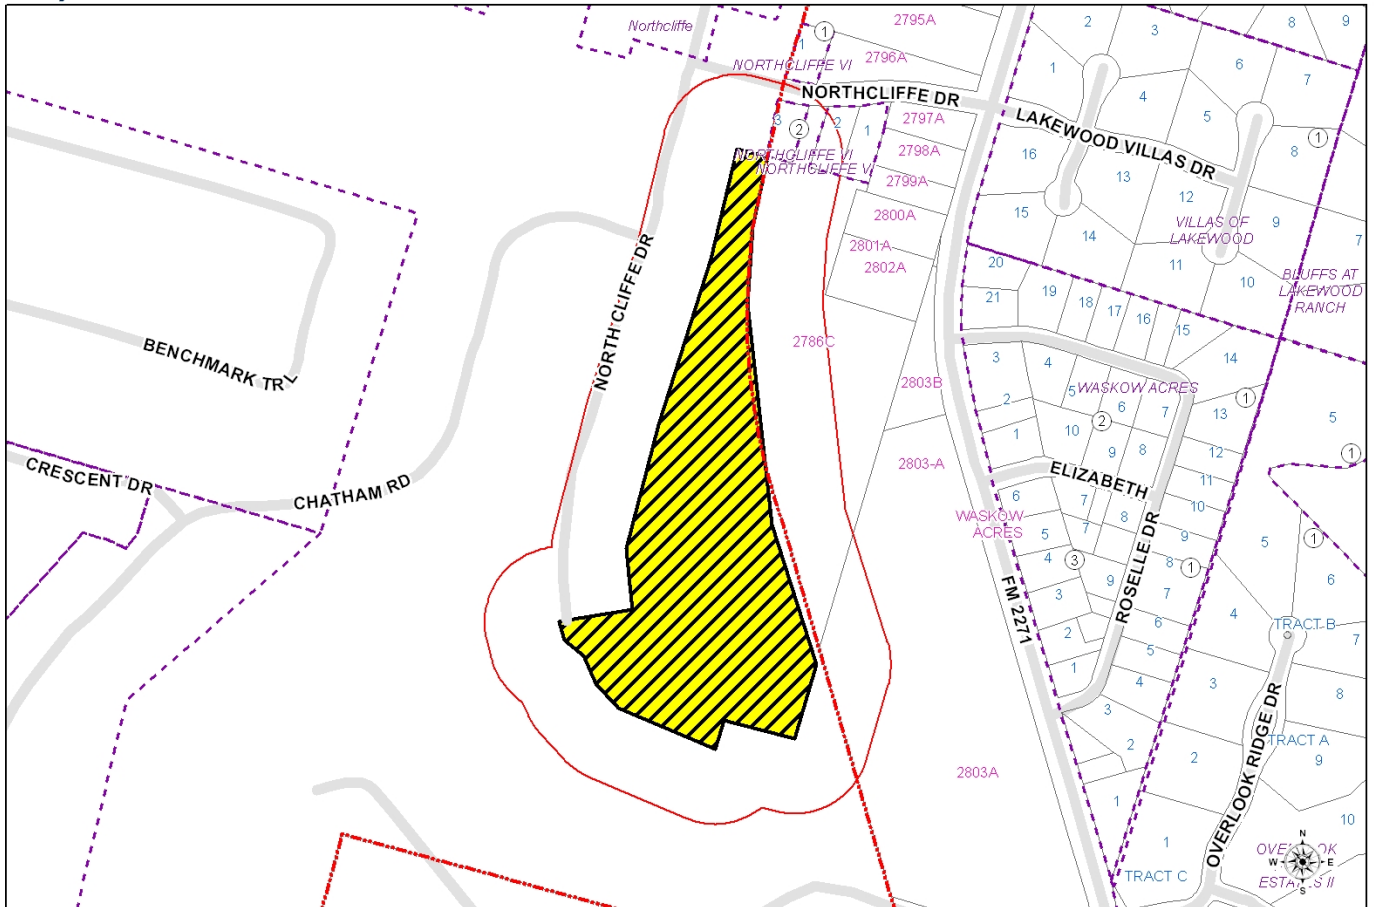 Northcliffe
1
1
2795A
2
3
8
9
NORTHCLIFFE VI
2796A
1
6
7
NORTHCLIFFE DR
4
5
LAKEWOOD VILLAS DR
1
3
2
2
1
2797A
8
2798A
16
NORTHCLIFFE VI
NORTHCLIFFE V
2799A
13
12
15
2800A
VILLAS OF
LAKEWOOD
9
7
2801A
14
2802A
20
11
10
BLUFFS AT
LAKEWOOD
RANCH
21
19
18
17
16
15
NORTH CLIFFE DR
2786C
BENCHMARK TRL
3
4
14
2803B
5
WASKOW ACRES
2
6
7
13
1
5
1
10
2
9
8
12
1
CRESCENT DR
2803-A
ELIZABETH
11
CHATHAM RD
6
7
10
WASKOW
ACRES
5
7
8
9
5
1
4
3
8
1
ROSELLE DR
FM 2271
3
9
7
6
2
6
4
TRACT B
7
1
5
4
3
8
3
2
2
TRACT A
9
OVERLOOK RIDGE DR
2803A
1
10
1
N
W
E
S
ESTATES II
TRACT C